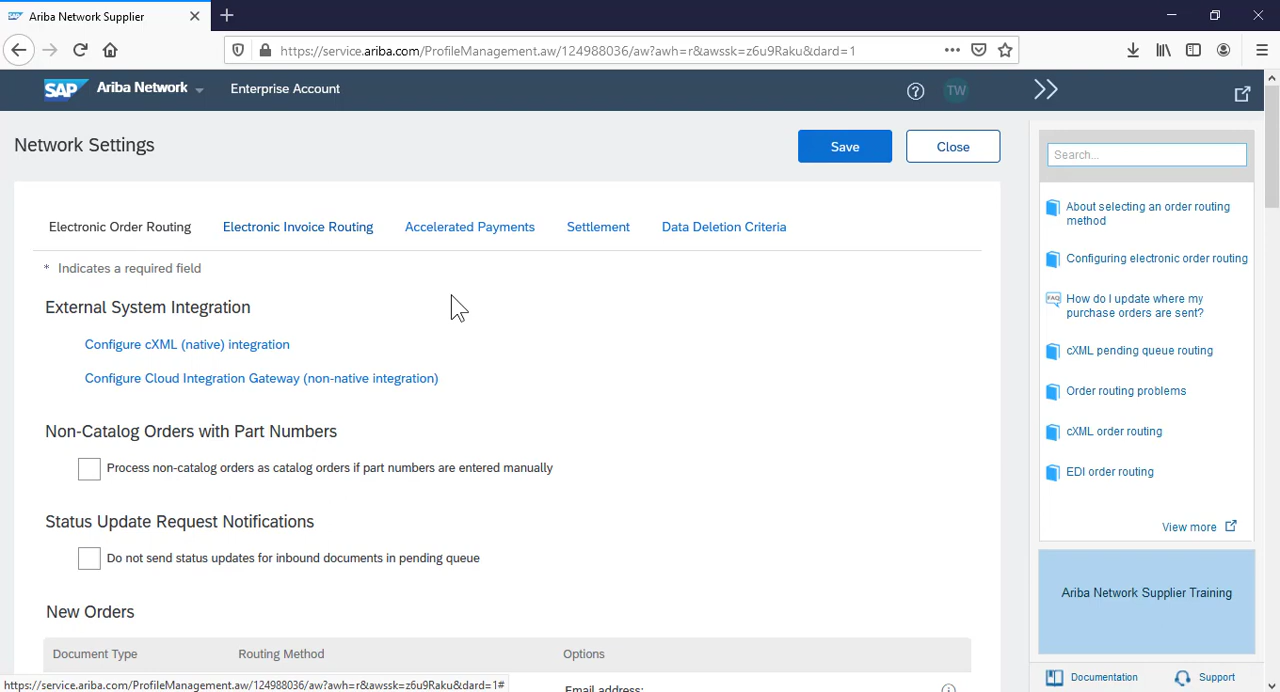 Ariba Network Supplier
https://service.ariba.com/ProfileManagement.aw/124988036/aw?awh=r&awssk=z6u9Raku&dard=1
SAP Ariba Network Enterprise Account
TW
Network Settings
Save
Close
Search...
Electronic Order Routing
Electronic Invoice Routing
Accelerated Payments
Settlement
Data Deletion Criteria
* Indicates a required field
External System Integration
Configure cXML (native) integration
Configure Cloud Integration Gateway (non-native integration)
Non-Catalog Orders with Part Numbers
Process non-catalog orders as catalog orders if part numbers are entered manually
Status Update Request Notifications
Do not send status updates for inbound documents in pending queue
New Orders
Document Type
Routing Method
Options
Email address:
https://service.ariba.com/ProfileManagement.aw/124988036/aw?awh=r&awssk=z6u9Raku&dard=1#
About selecting an order routing
method
Configuring electronic order routing
FAQ
How do I update where my
purchase orders are sent?
cXML pending queue routing
Order routing problems
cXML order routing
EDI order routing
View more
Ariba Network Supplier Training
Documentation
Support